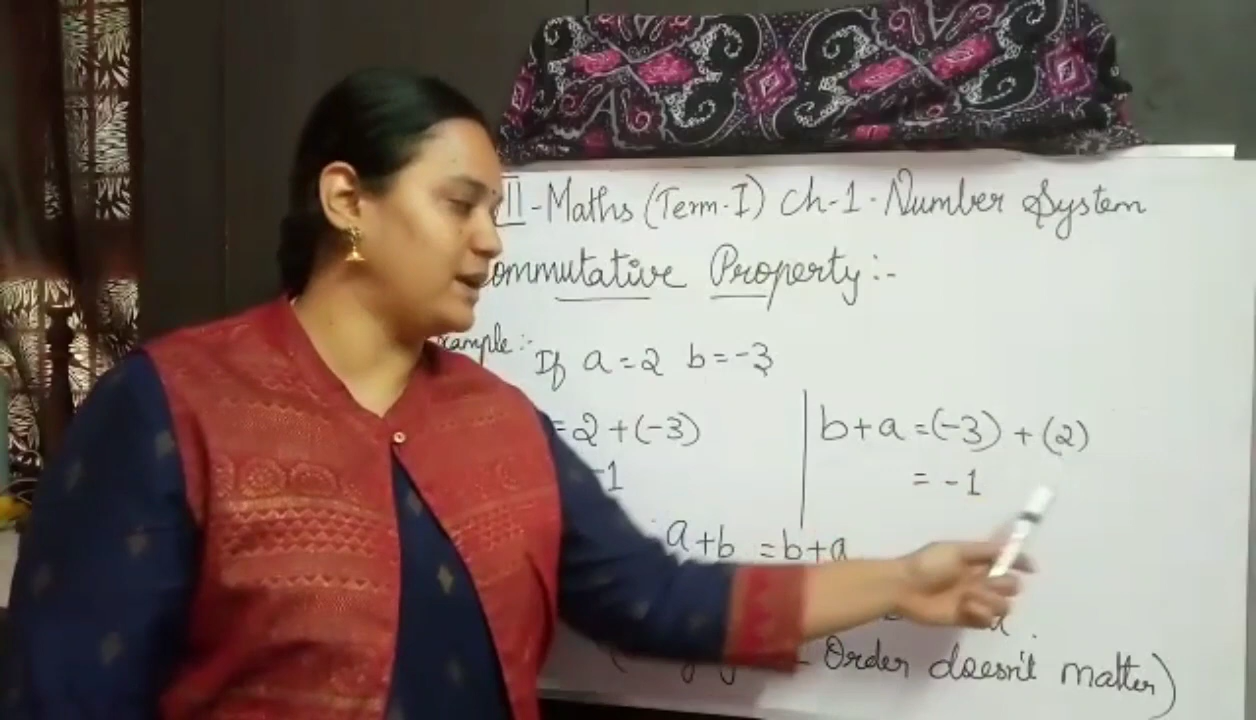 II - Maths (Term-I) Ch-1 - Number System
ommutative Property :-
xample :- If a = 2 b = -3
= 2 + (-3)
-1
b + a = (-3) + (2)
= -1
a + b = b + a
a
Order doesn't matter)